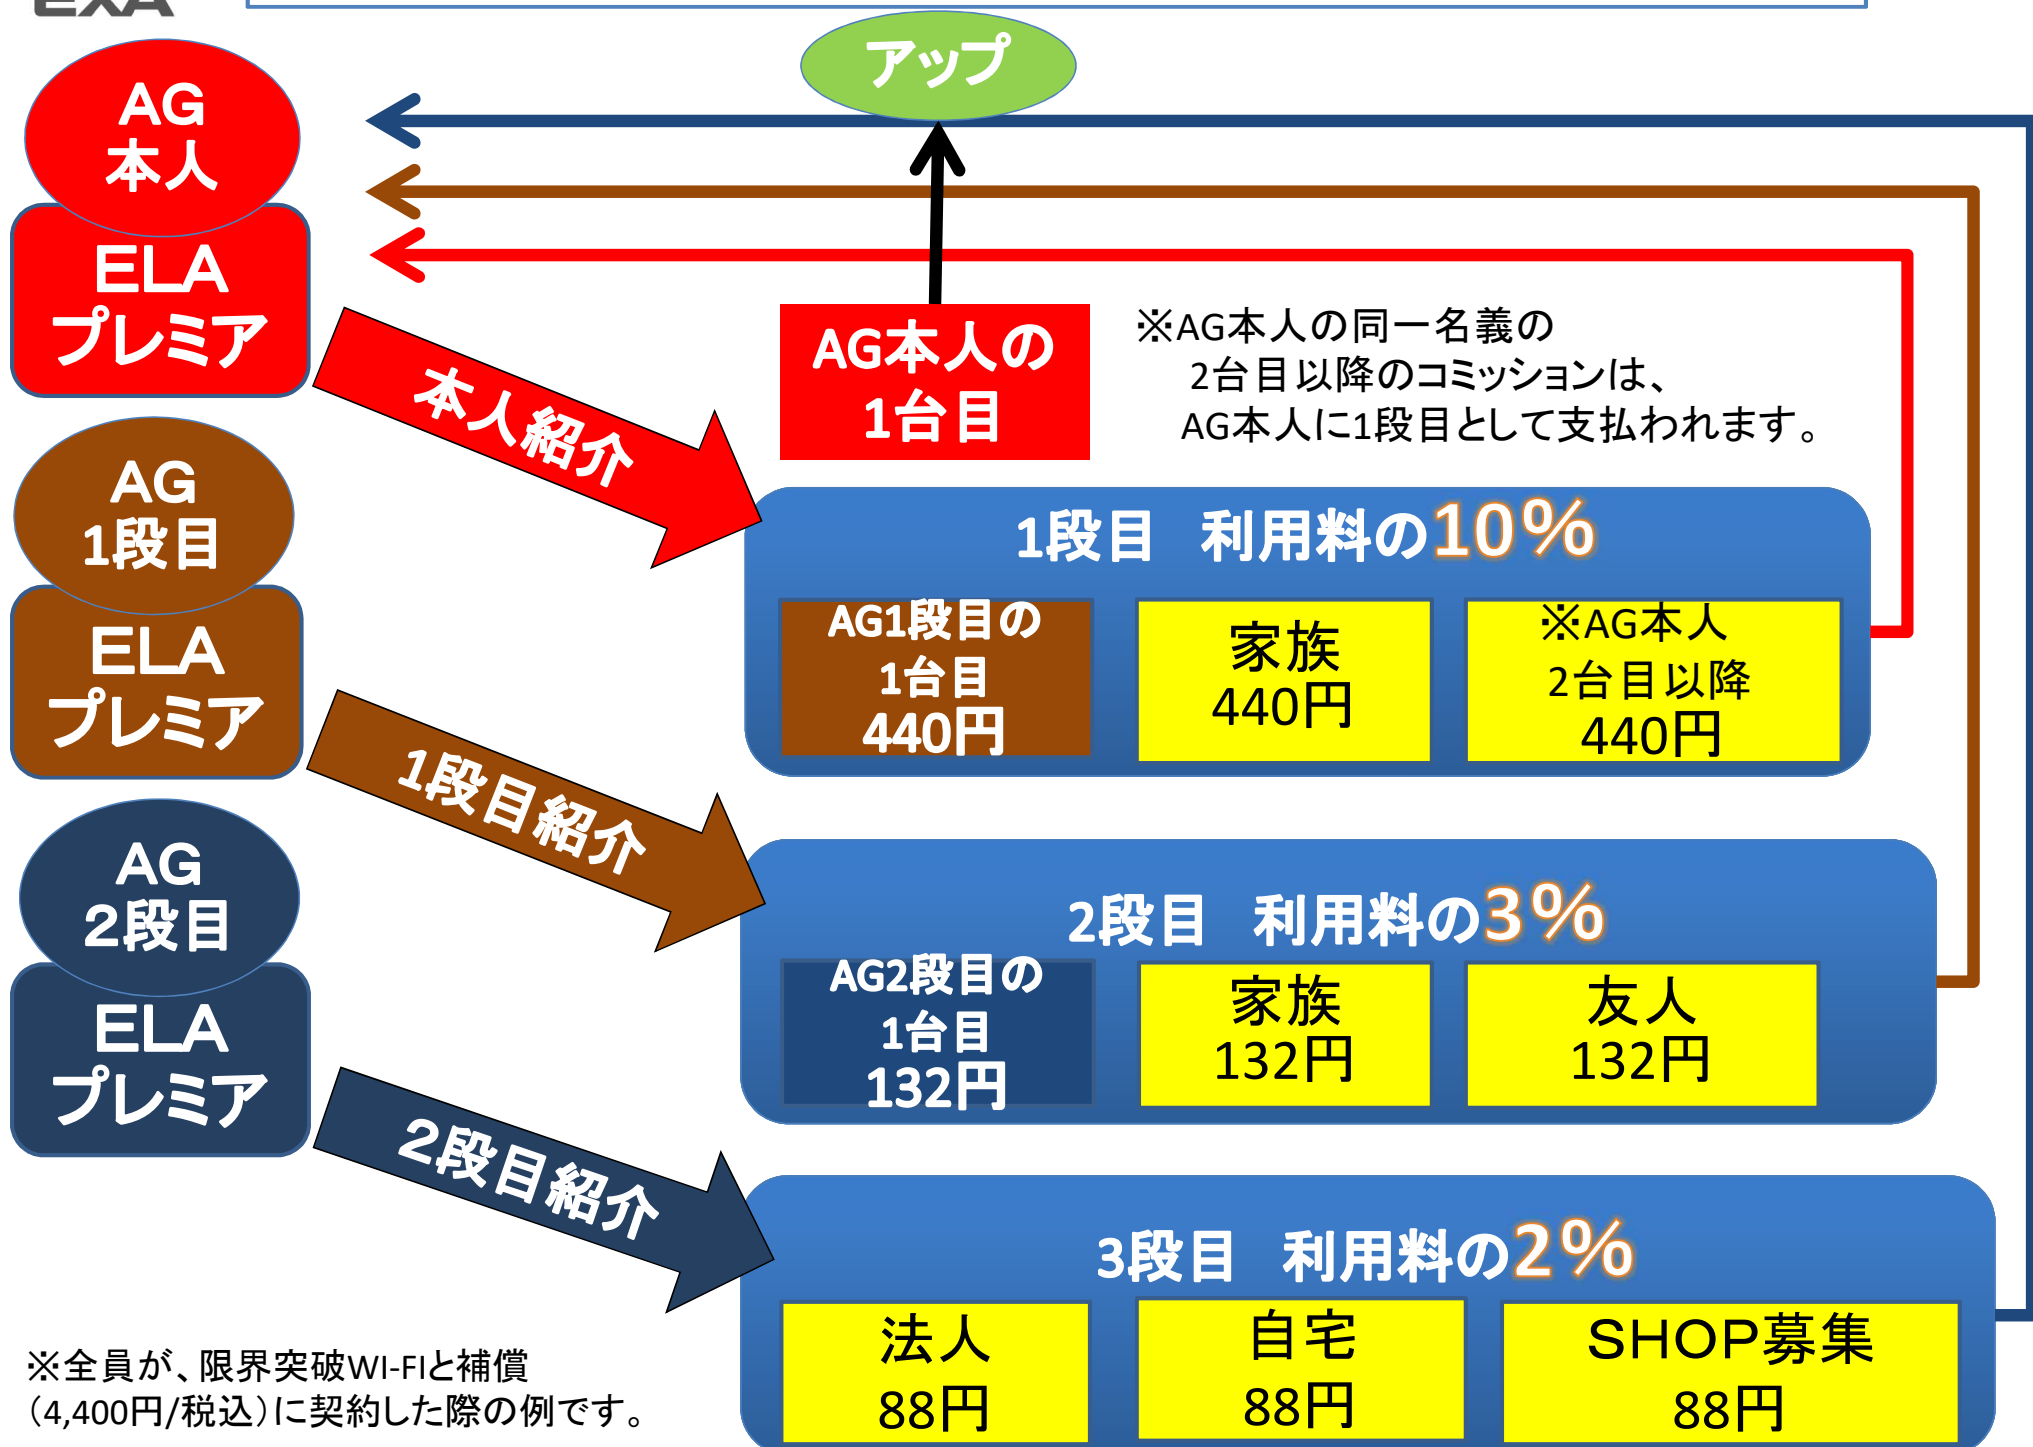 EXA
アップ
AG
本人
ELA
プレミア
AG本人の
1台目
※AG本人の同一名義の
2台目以降のコミッションは、
AG本人に1段目として支払われます。
本人紹介
1段目 利用料の10%
AG1段目の
1台目
440円
家族
440円
※AG本人
2台目以降
440円
AG
1段目
ELA
プレミア
1段目紹介
2段目 利用料の3%
AG2段目の
1台目
132円
家族
132円
友人
132円
AG
２段目
ELA
プレミア
２段目紹介
3段目 利用料の2%
法人
88円
自宅
88円
SHOP募集
88円
※全員が、限界突破WI-FIと補償
（4,400円/税込）に契約した際の例です。